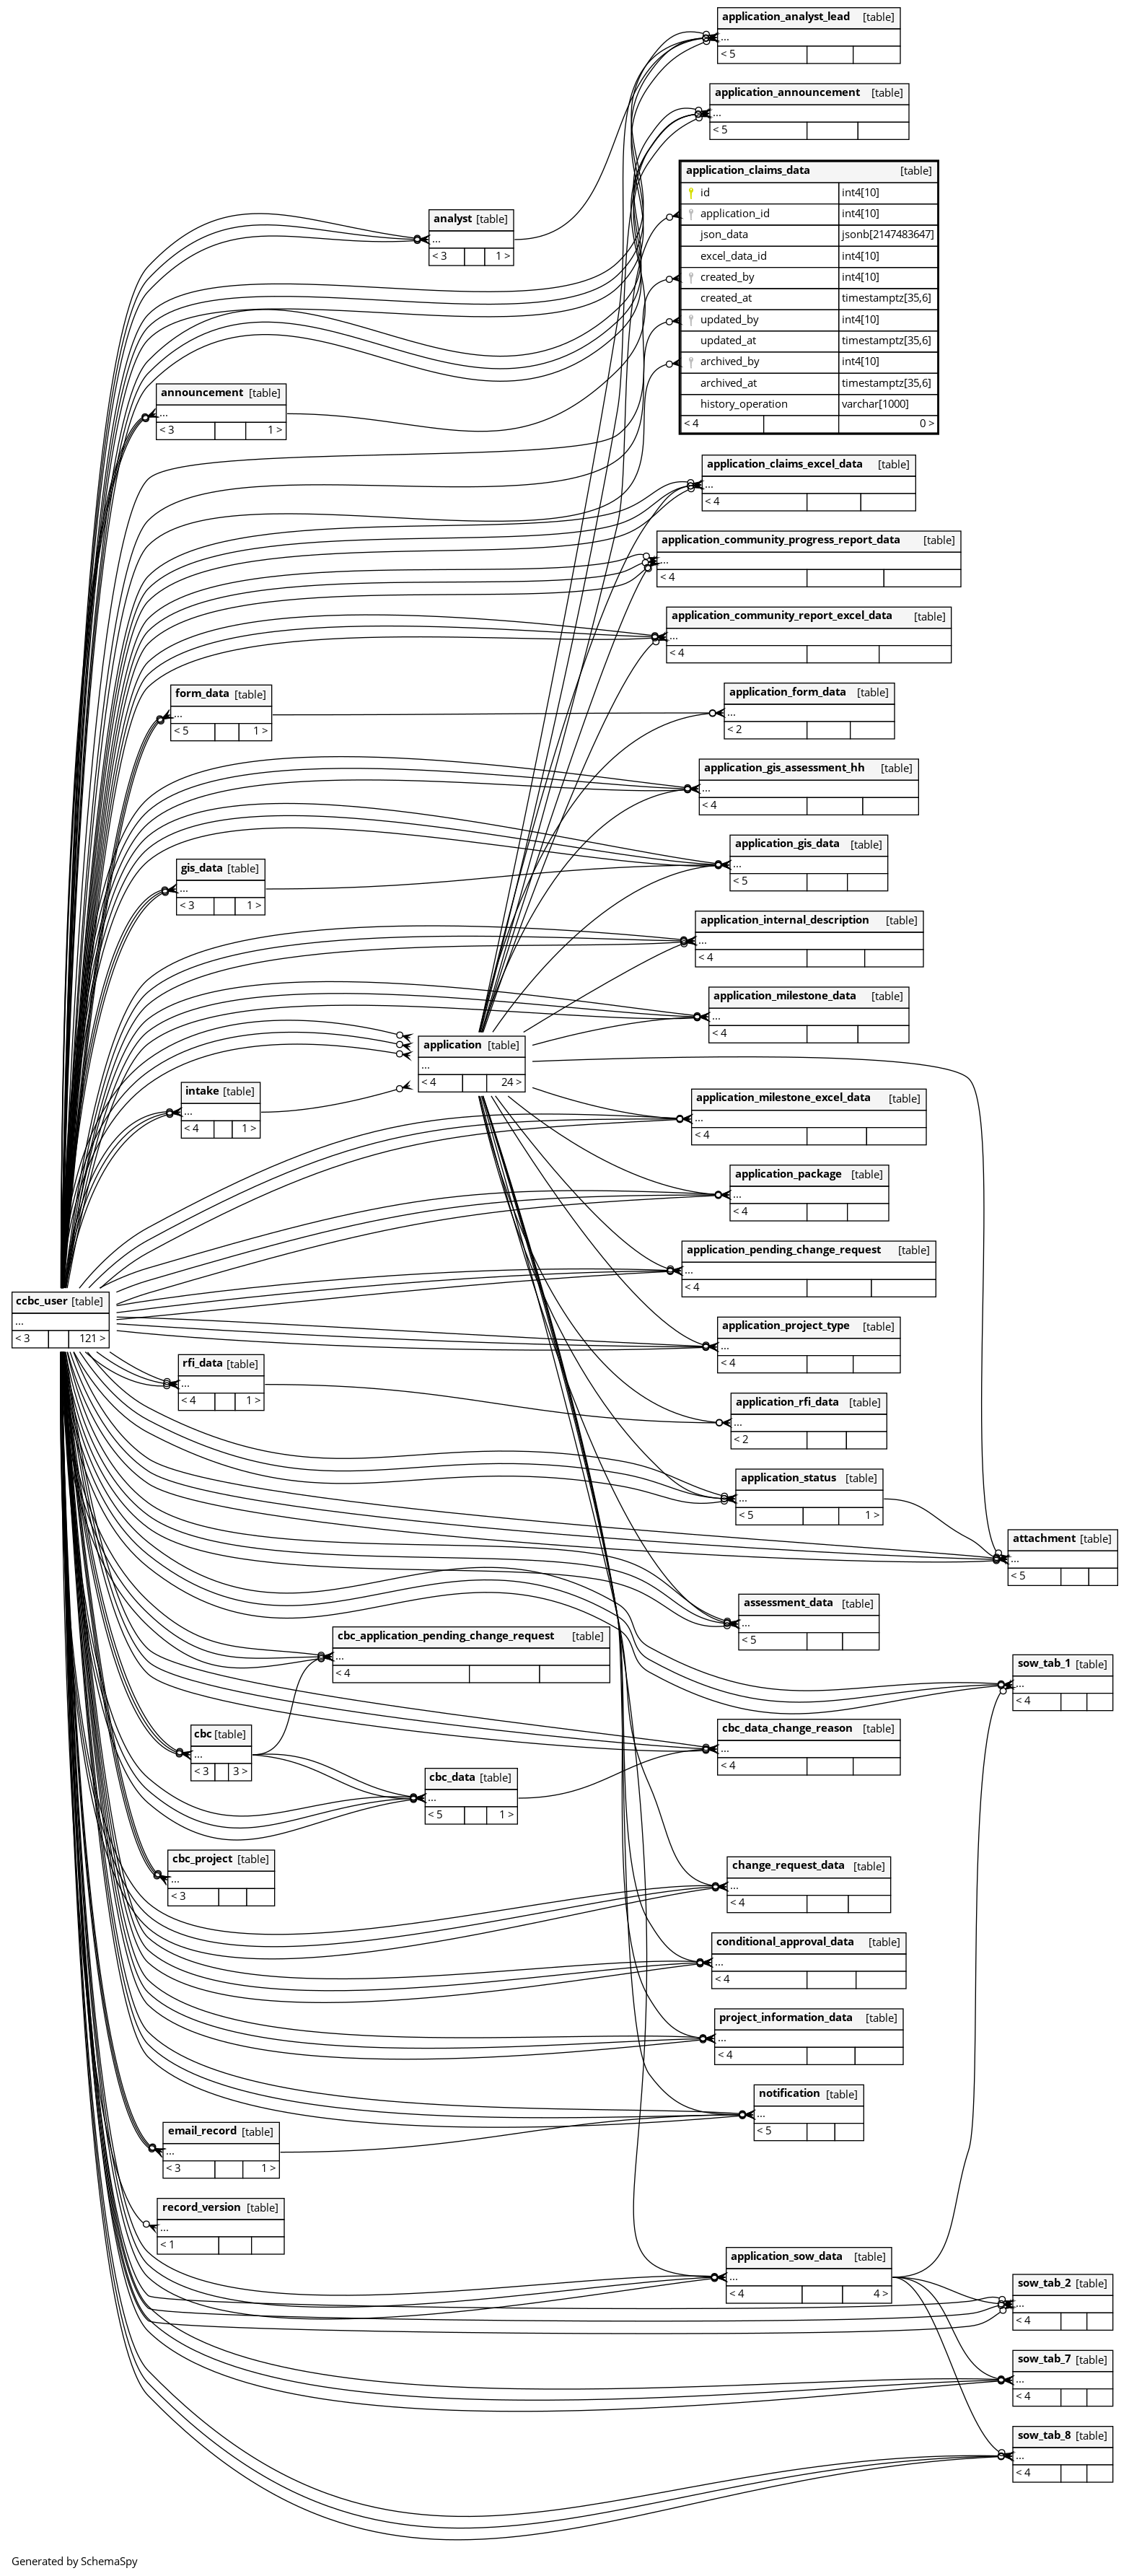 application_analyst_lead [table]
...
< 5
application_announcement [table]
...
< 5
application_claims_data [table]
id int4[10]
application_id int4[10]
json_data jsonb[2147483647]
excel_data_id int4[10]
created_by int4[10]
created_at timestamptz[35,6]
updated_by int4[10]
updated_at timestamptz[35,6]
archived_by int4[10]
archived_at timestamptz[35,6]
history_operation varchar[1000]
< 4 0 >
analyst [table]
...
< 3 1 >
announcement [table]
...
< 3 1 >
application_claims_excel_data [table]
...
< 4
application_community_progress_report_data [table]
...
< 4
application_community_report_excel_data [table]
...
< 4
form_data [table]
...
< 5 1 >
application_form_data [table]
...
< 2
application_gis_assessment_hh [table]
...
< 4
application_gis_data [table]
...
< 5
gis_data [table]
...
< 3 1 >
application_internal_description [table]
...
< 4
application_milestone_data [table]
...
< 4
application [table]
...
< 4 24 >
intake [table]
...
< 4 1 >
application_milestone_excel_data [table]
...
< 4
application_package [table]
...
< 4
application_pending_change_request [table]
...
< 4
ccbc_user [table]
...
< 3 121 >
application_project_type [table]
...
< 4
rfi_data [table]
...
< 4 1 >
application_rfi_data [table]
...
< 2
application_status [table]
...
< 5 1 >
attachment [table]
...
< 5
assessment_data [table]
...
< 5
cbc_application_pending_change_request [table]
...
< 4
sow_tab_1 [table]
...
< 4
cbc [table]
...
< 3 3 >
cbc_data_change_reason [table]
...
< 4
cbc_data [table]
...
< 5 1 >
cbc_project [table]
...
< 3
change_request_data [table]
...
< 4
conditional_approval_data [table]
...
< 4
project_information_data [table]
...
< 4
notification [table]
...
< 5
email_record [table]
...
< 3 1 >
record_version [table]
...
< 1
application_sow_data [table]
...
< 4 4 >
sow_tab_2 [table]
...
< 4
sow_tab_7 [table]
...
< 4
sow_tab_8 [table]
...
< 4
Generated by SchemaSpy